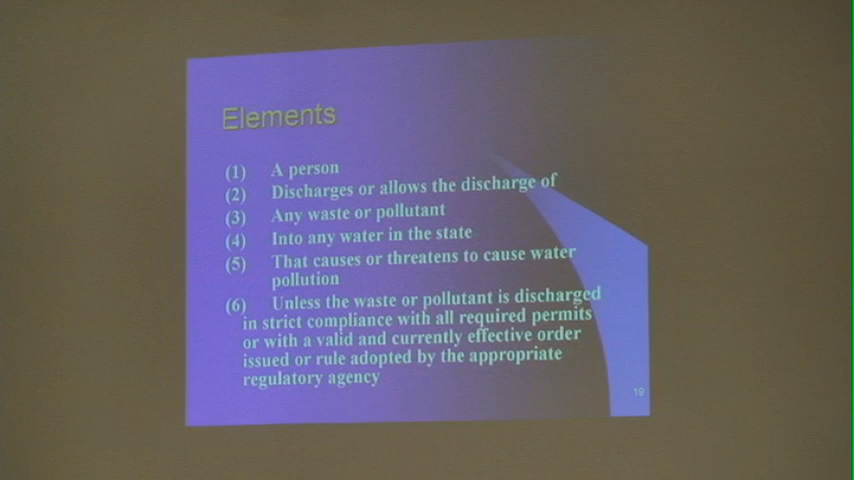 Elements
(1) A person
(2) Discharges or allows the discharge of
(3) Any waste or pollutant
(4) Into any water in the state
(5) That causes or threatens to cause water
pollution
(6) Unless the waste or pollutant is discharged
in strict compliance with all required permits
or with a valid and currently effective order
issued or rule adopted by the appropriate
regulatory agency
19